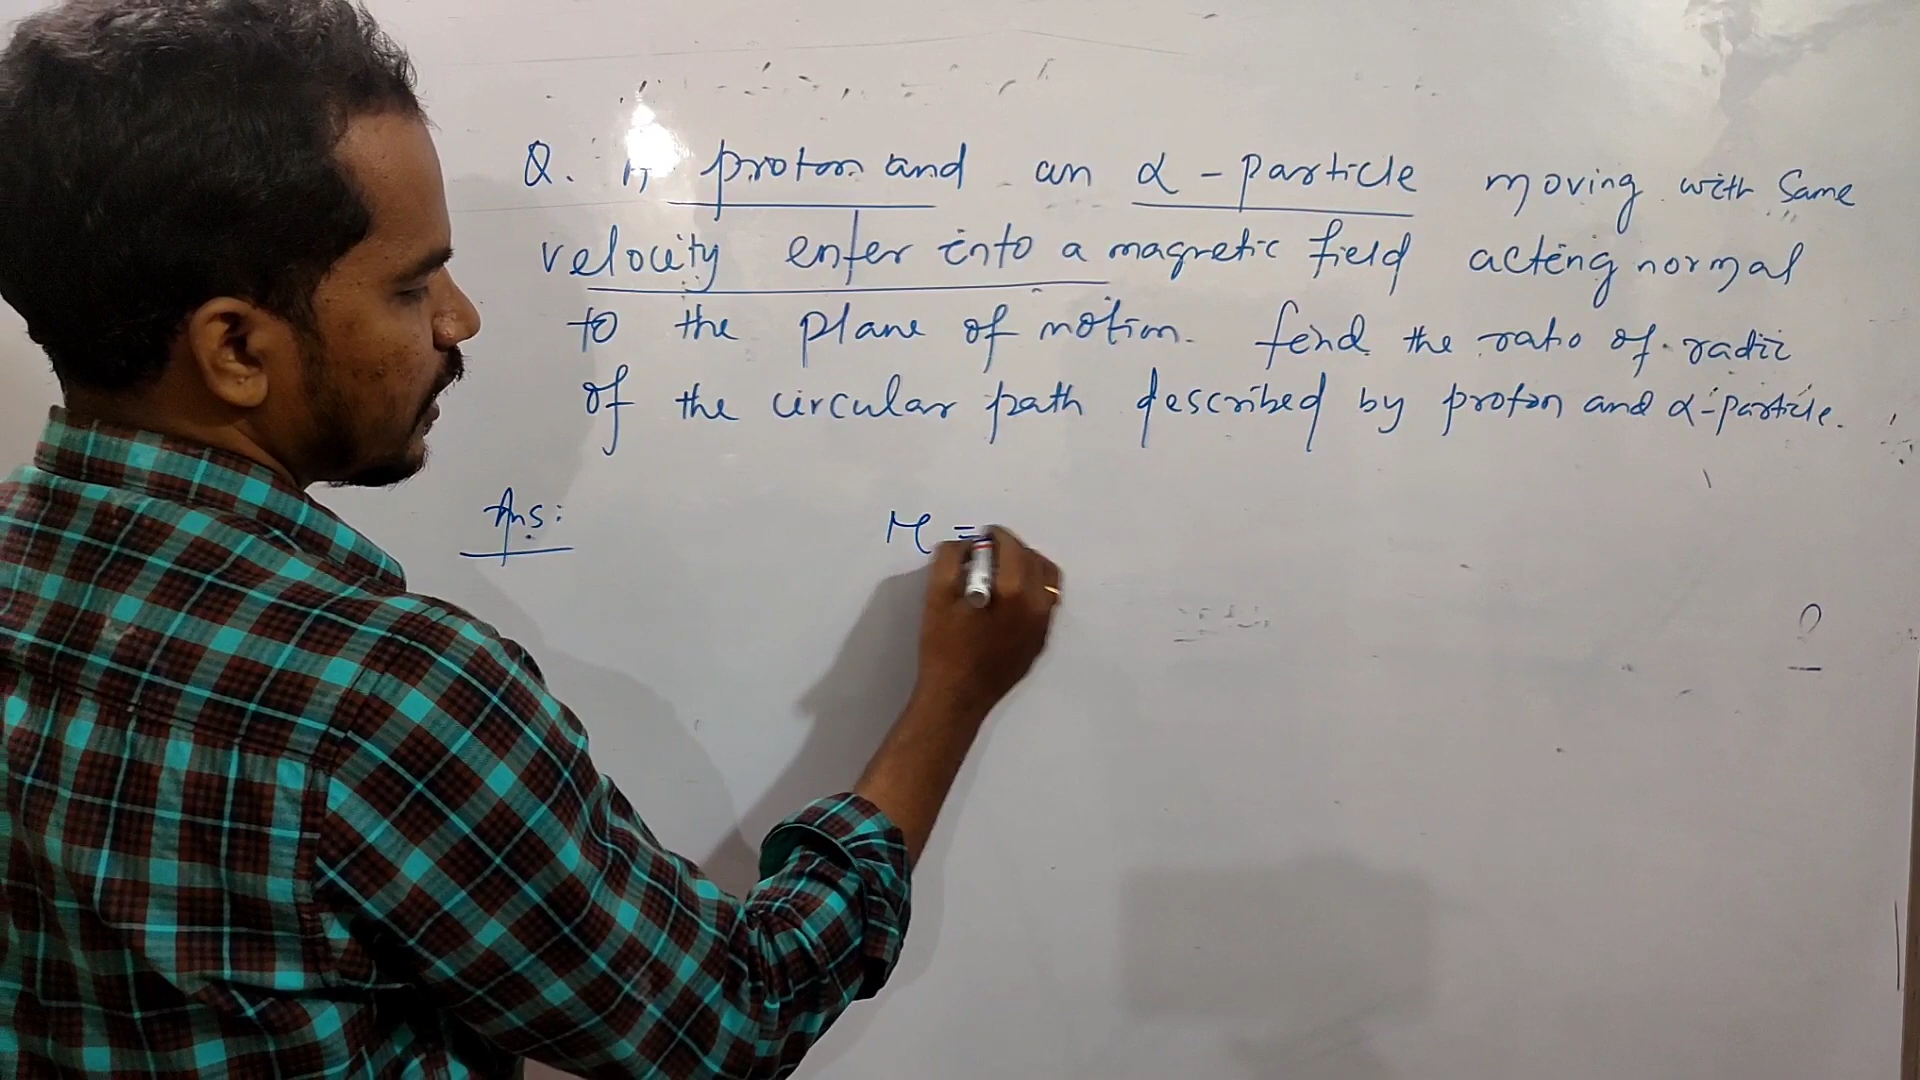 Q. A proton and an α-particle moving with same
velocity enter into a magnetic field acting normal
to the plane of motion. find the ratio of radii
of the circular path described by proton and α-particle.
Ans:
r =